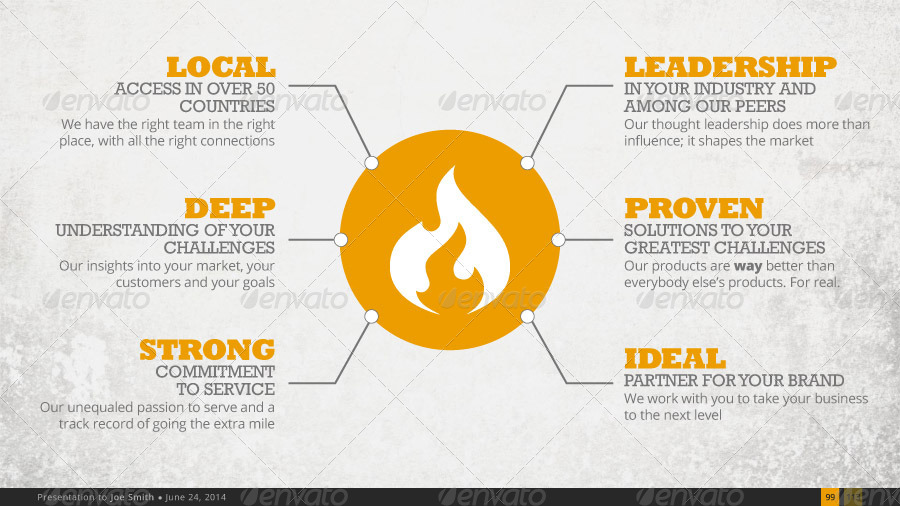 LOCAL
ACCESS IN OVER 50
COUNTRIES
We have the right team in the right
place, with all the right connections
DEEP
UNDERSTANDING OF YOUR
CHALLENGES
Our insights into your market, your
customers and your goals
STRONG
COMMITMENT
TO SERVICE
Our unequaled passion to serve and a
track record of going the extra mile
LEADERSHIP
IN YOUR INDUSTRY AND
AMONG OUR PEERS
Our thought leadership does more than
influence; it shapes the market
PROVEN
SOLUTIONS TO YOUR
GREATEST CHALLENGES
Our products are way better than
everybody else's products. For real.
IDEAL
PARTNER FOR YOUR BRAND
We work with you to take your business
to the next level
Presentation to Joe Smith ● June 24, 2014
99
envato
envato
envato
envato
envato
envato
envato
envato
envato
envato
envato
envato